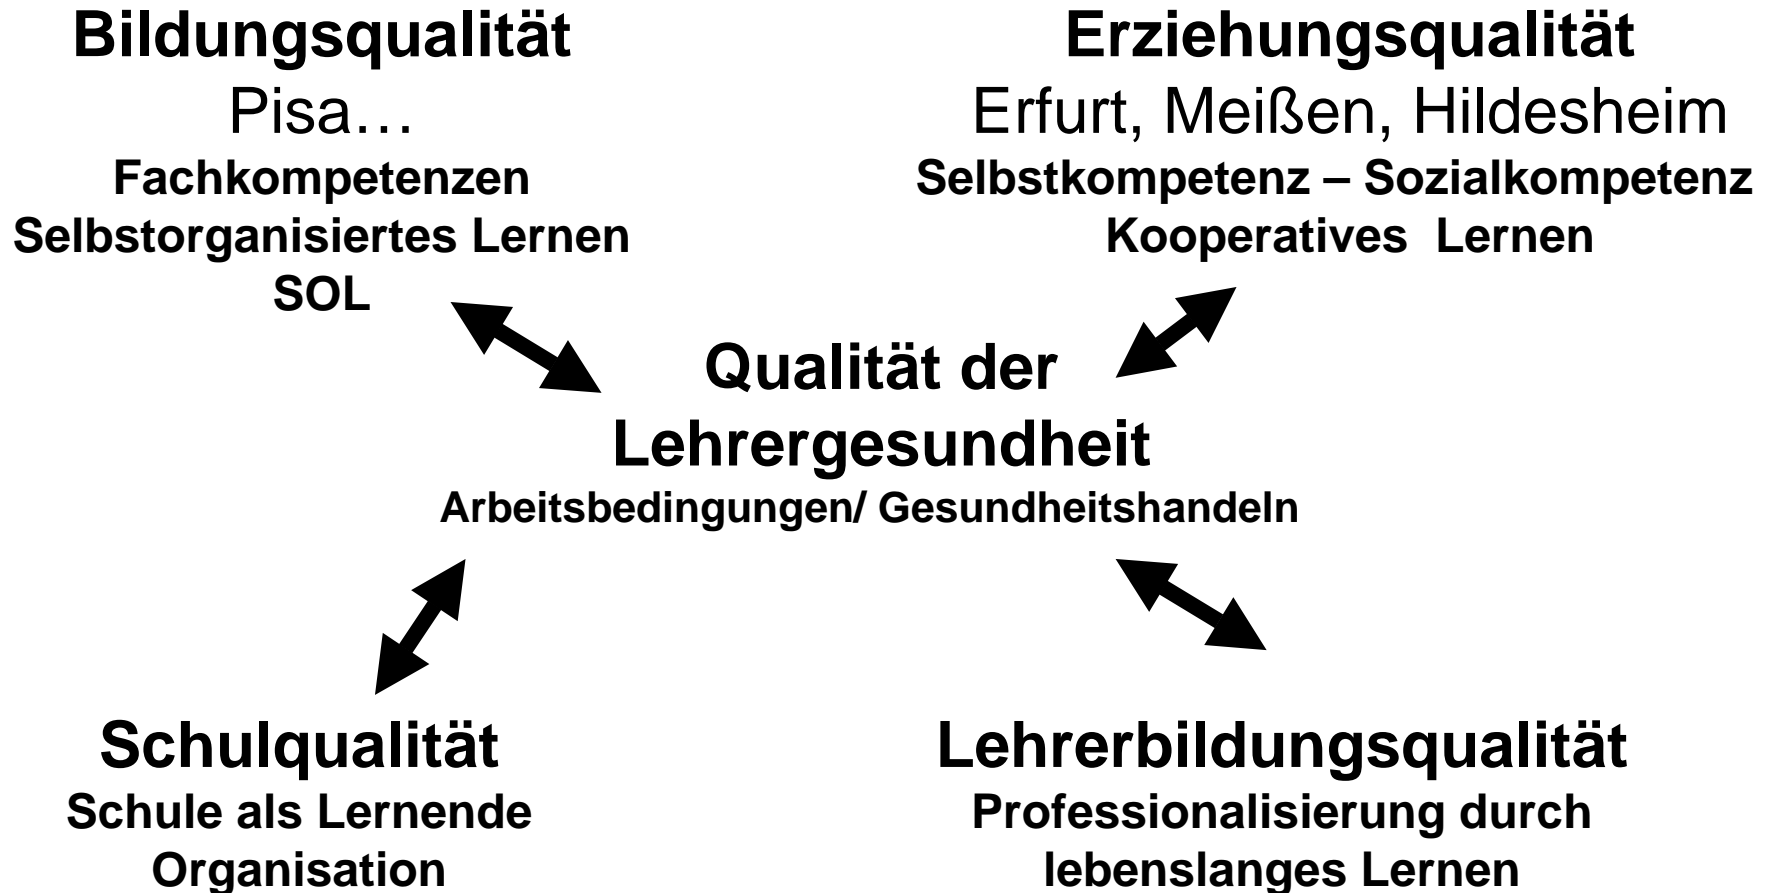 Bildungsqualität
Pisa…
Fachkompetenzen
Selbstorganisiertes Lernen
SOL
Erziehungsqualität
Erfurt, Meißen, Hildesheim
Selbstkompetenz – Sozialkompetenz
Kooperatives  Lernen
Qualität der
Lehrergesundheit
Arbeitsbedingungen/ Gesundheitshandeln
Schulqualität
Schule als Lernende
Organisation
Lehrerbildungsqualität
Professionalisierung durch
lebenslanges Lernen